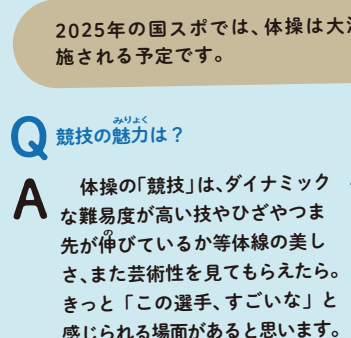 2025年の国スポでは、体操は大
施される予定です。
Q 競技の魅力は?
みりょく
A 体操の「競技」は、ダイナミック
な難易度が高い技やひざやつま
先が伸びているか等体線の美し
の
さ、また芸術性を見てもらえたら。
きっと「この選手、すごいな」と
感じられる場面があると思います。